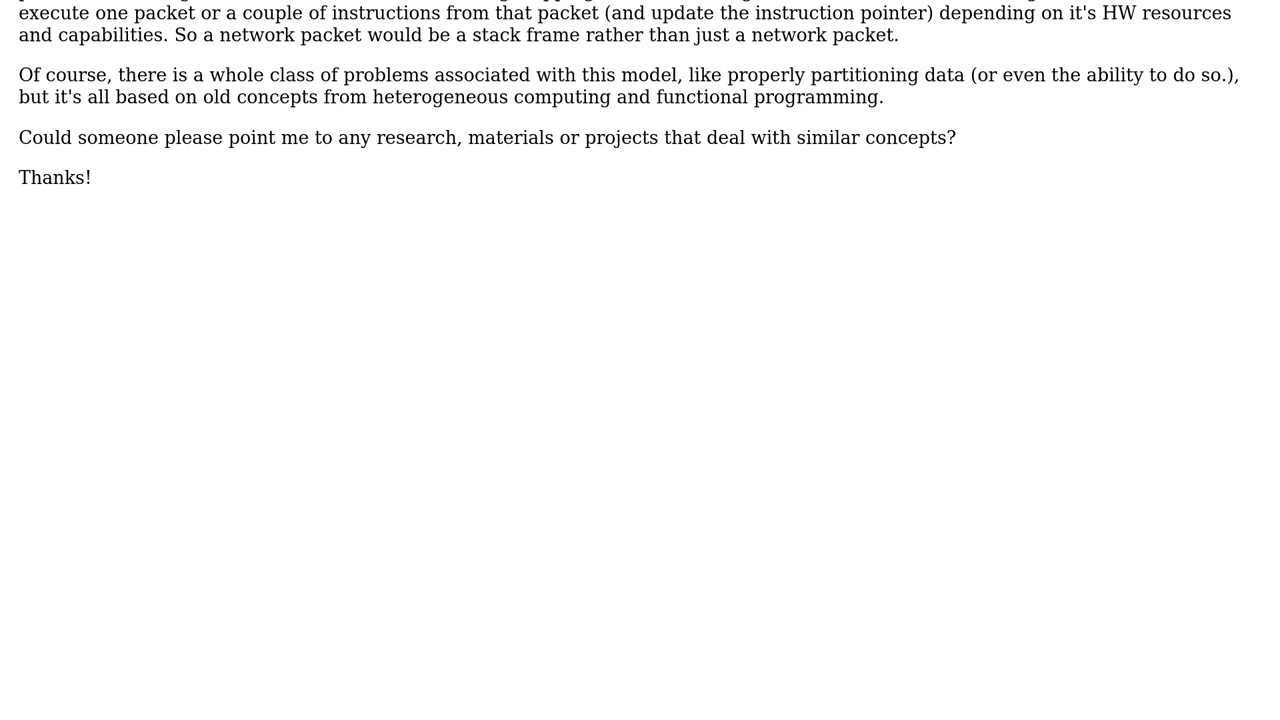 execute one packet or a couple of instructions from that packet (and update the instruction pointer) depending on it's HW resources
and capabilities. So a network packet would be a stack frame rather than just a network packet.
Of course, there is a whole class of problems associated with this model, like properly partitioning data (or even the ability to do so.),
but it's all based on old concepts from heterogeneous computing and functional programming.
Could someone please point me to any research, materials or projects that deal with similar concepts?
Thanks!